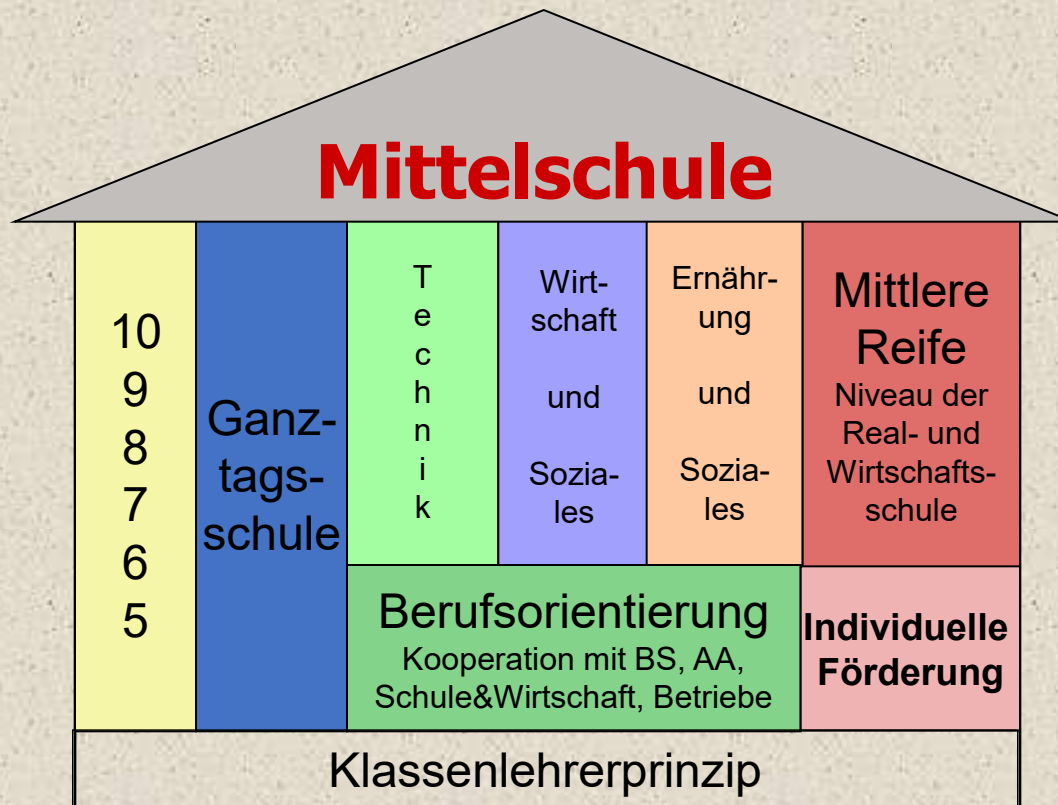 Mittelschule
10
9
8
7
6
5
Ganz-
tags-
schule
T
e
c
h
n
i
k
Wirt-
schaft
und
Sozia-
les
Ernähr-
ung
und
Sozia-
les
Mittlere
Reife
Niveau der
Real- und
Wirtschafts-
schule
Berufsorientierung
Kooperation mit BS, AA,
Schule&Wirtschaft, Betriebe
Individuelle
Förderung
Klassenlehrerprinzip